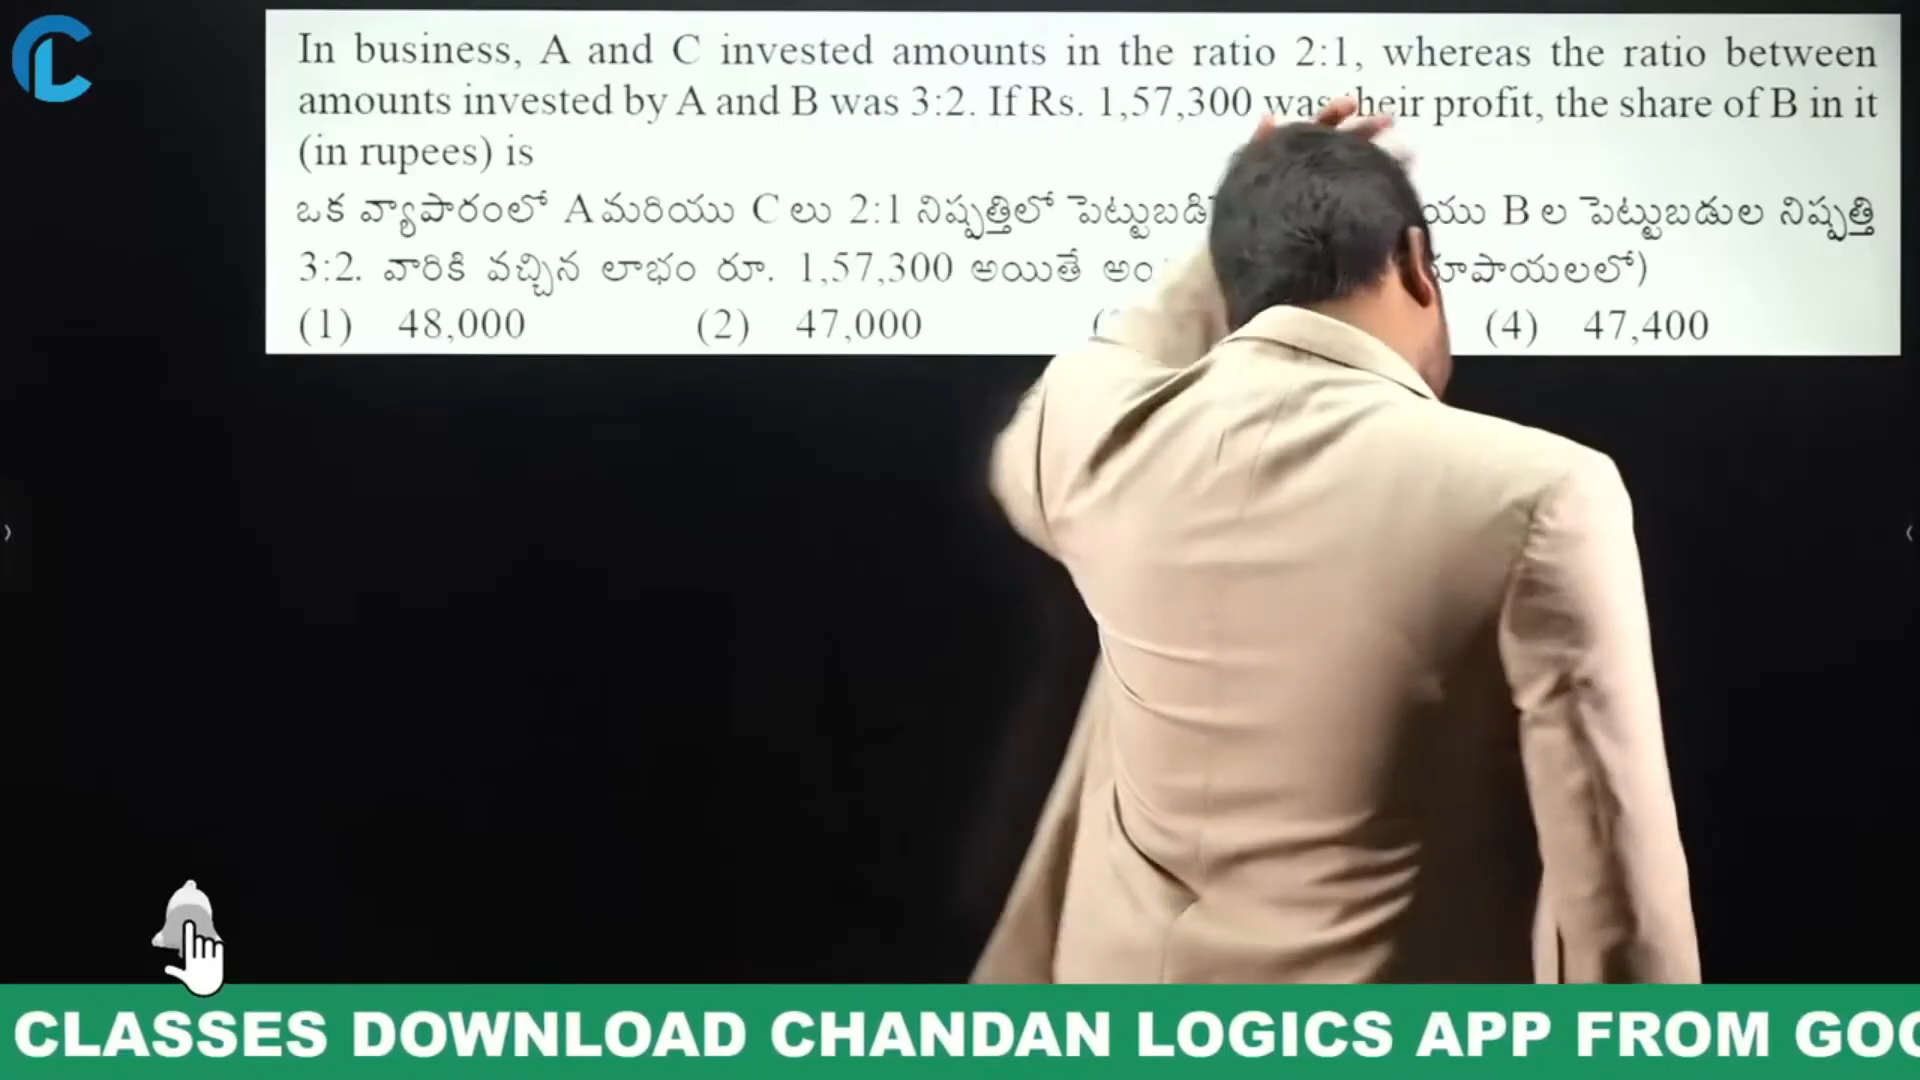 In business, A and C invested amounts in the ratio 2:1, whereas the ratio between
amounts invested by A and B was 3:2. If Rs. 1,57,300 was their profit, the share of B in it
(in rupees) is
ఒక వ్యాపారంలో A మరియు C లు 2:1 నిష్పత్తిలో B ల పెట్టుబడుల నిష్పత్తి
3:2. వారికి వచ్చిన లాభం రూ. 1,57,300 అయితే
(1) 48,000 (2) 47,000 (4) 47,400
CLASSES DOWNLOAD CHANDAN LOGICS APP FROM